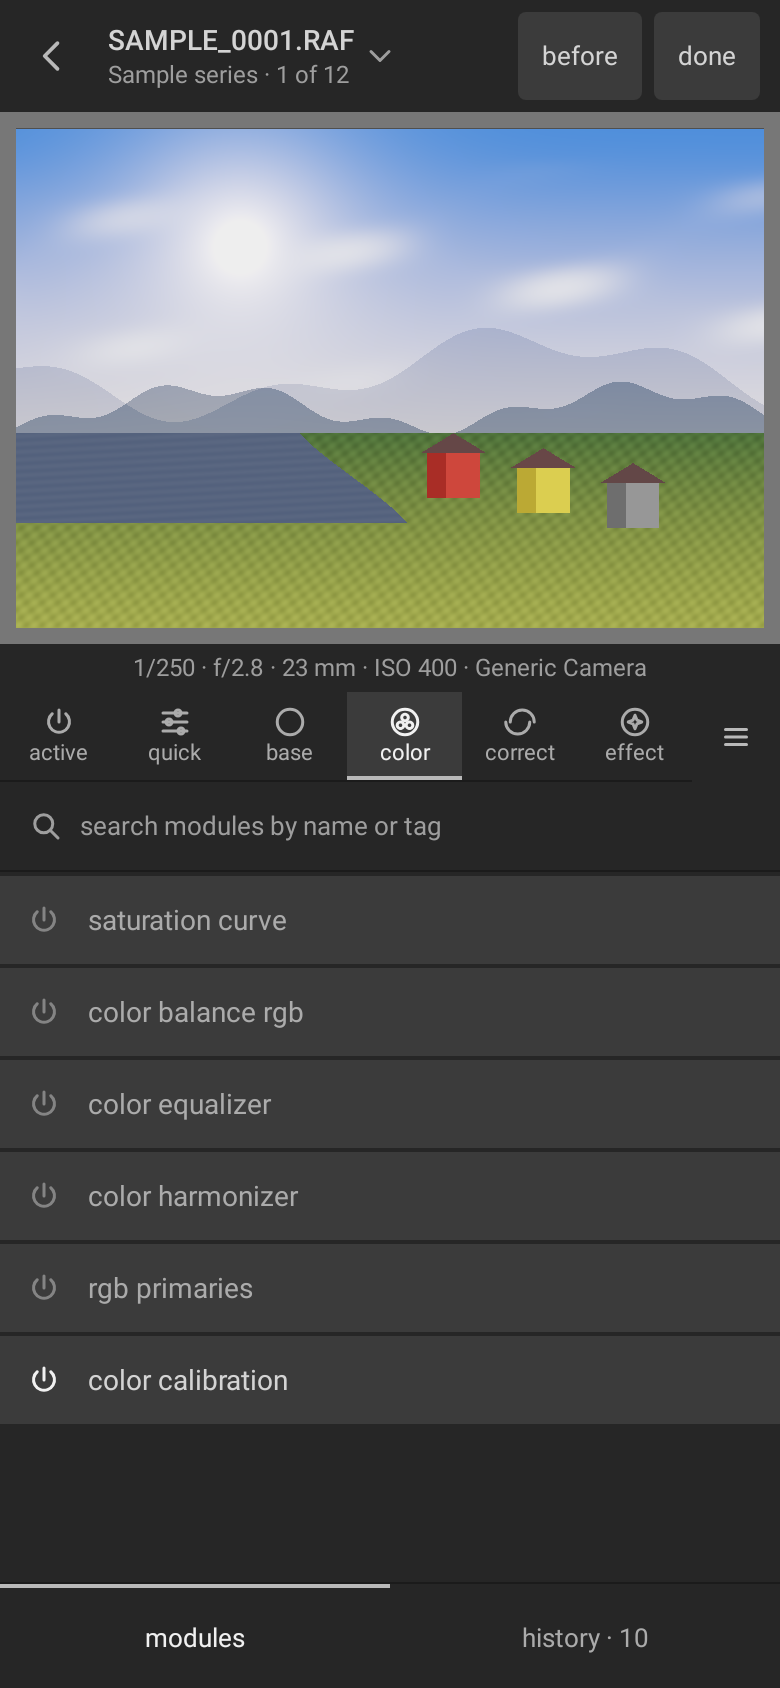 SAMPLE_0001.RAF
Sample series · 1 of 12
before
done
1/250 · f/2.8 · 23 mm · ISO 400 · Generic Camera
active
quick
base
color
correct
effect
search modules by name or tag
saturation curve
color balance rgb
color equalizer
color harmonizer
rgb primaries
color calibration
modules
history · 10